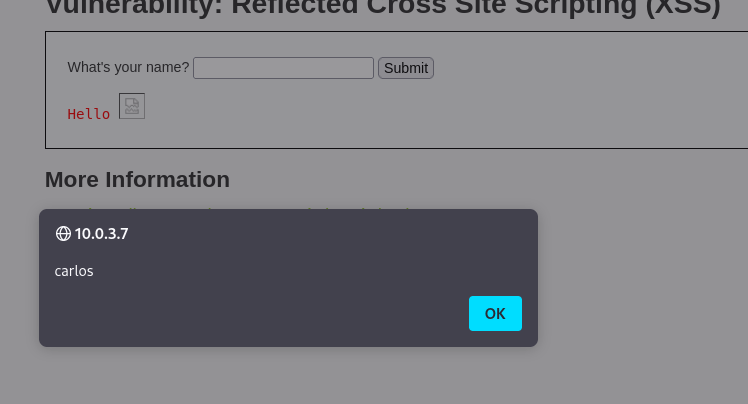 Vulnerability: Reflected Cross Site Scripting (XSS)
What's your name? Submit
Hello
More Information
10.0.3.7
carlos
OK